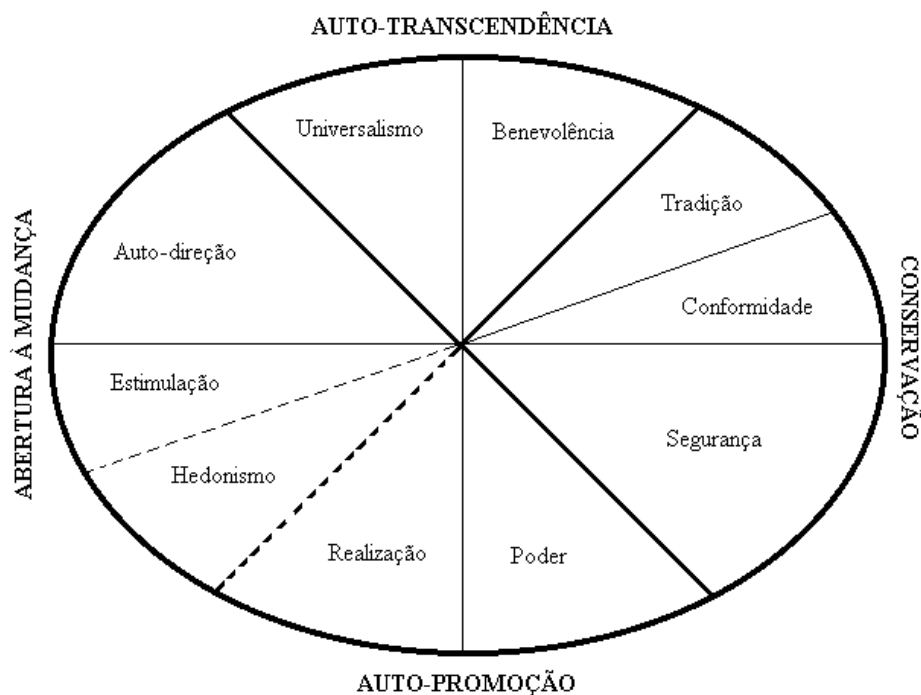 AUTO-TRANSCENDÊNCIA
Universalismo
Benevolência
Tradição
Auto-direção
Conformidade
ABERTURA À MUDANÇA
CONSERVAÇÃO
Estimulação
Segurança
Hedonismo
Realização
Poder
AUTO-PROMOÇÃO